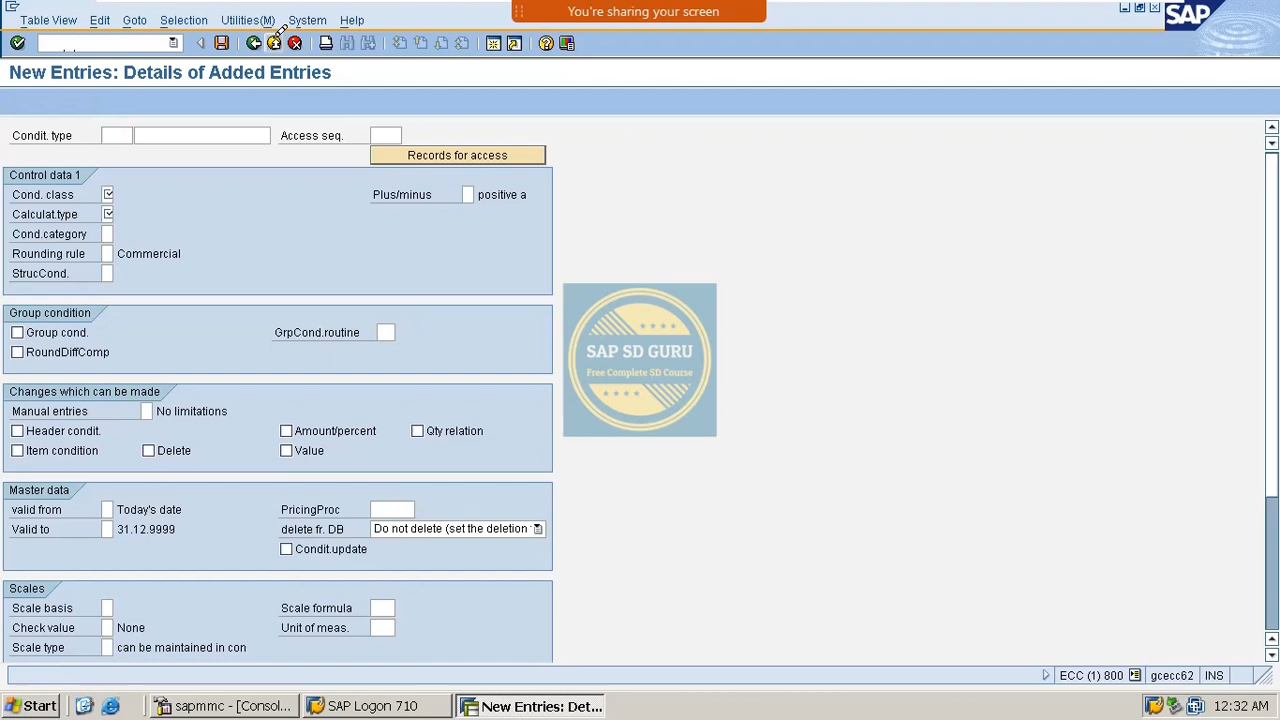 You're sharing your screen
Table View Edit Goto Selection Utilities(M) System Help
SAP
New Entries: Details of Added Entries
Condit. type Access seq.
Records for access
Control data 1
Cond. class Plus/minus positive a
Calculat.type
Cond.category
Rounding rule Commercial
StrucCond.
Group condition
Group cond. GrpCond.routine
RoundDiffComp
Changes which can be made
Manual entries No limitations
Header condit. Amount/percent Qty relation
Item condition Delete Value
Master data
valid from Today's date PricingProc
Valid to 31.12.9999 delete fr. DB Do not delete (set the deletion
Condit.update
Scales
Scale basis Scale formula
Check value None Unit of meas.
Scale type can be maintained in con
SAP SD GURU
Free Complete SD Course
ECC (1) 800 gcecc62 INS
Start sapmmc - [Consol... SAP Logon 710 New Entries: Det... 12:32 AM